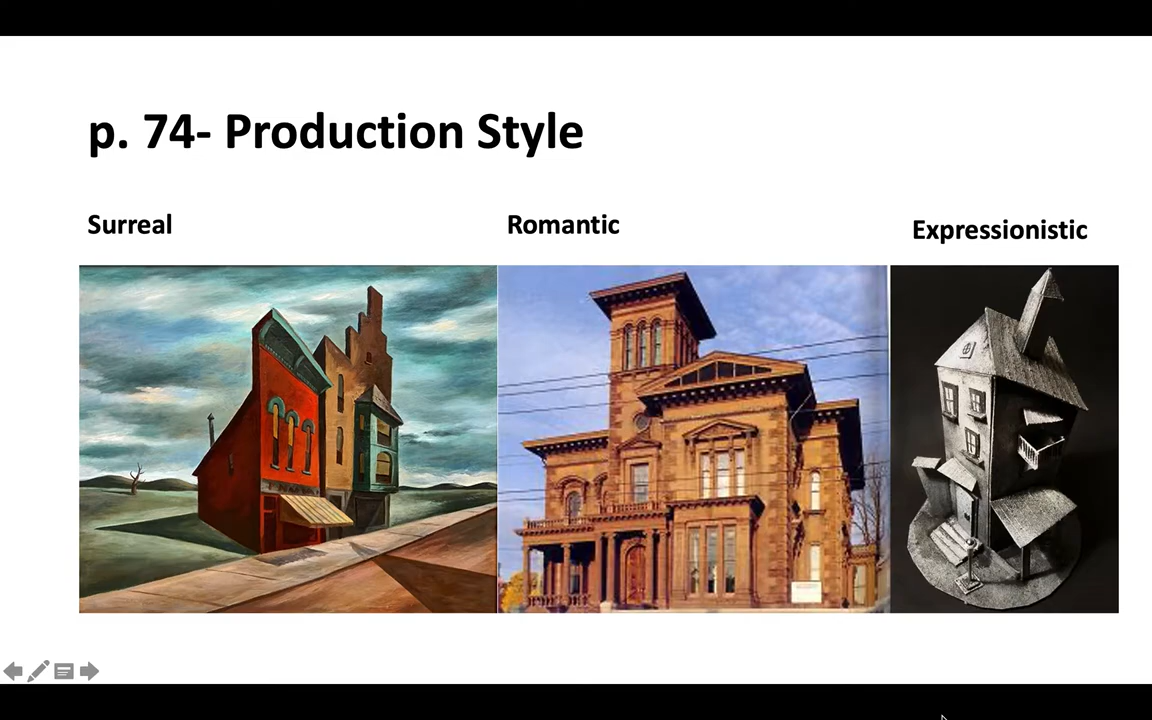 p. 74- Production Style
Surreal
Romantic
Expressionistic